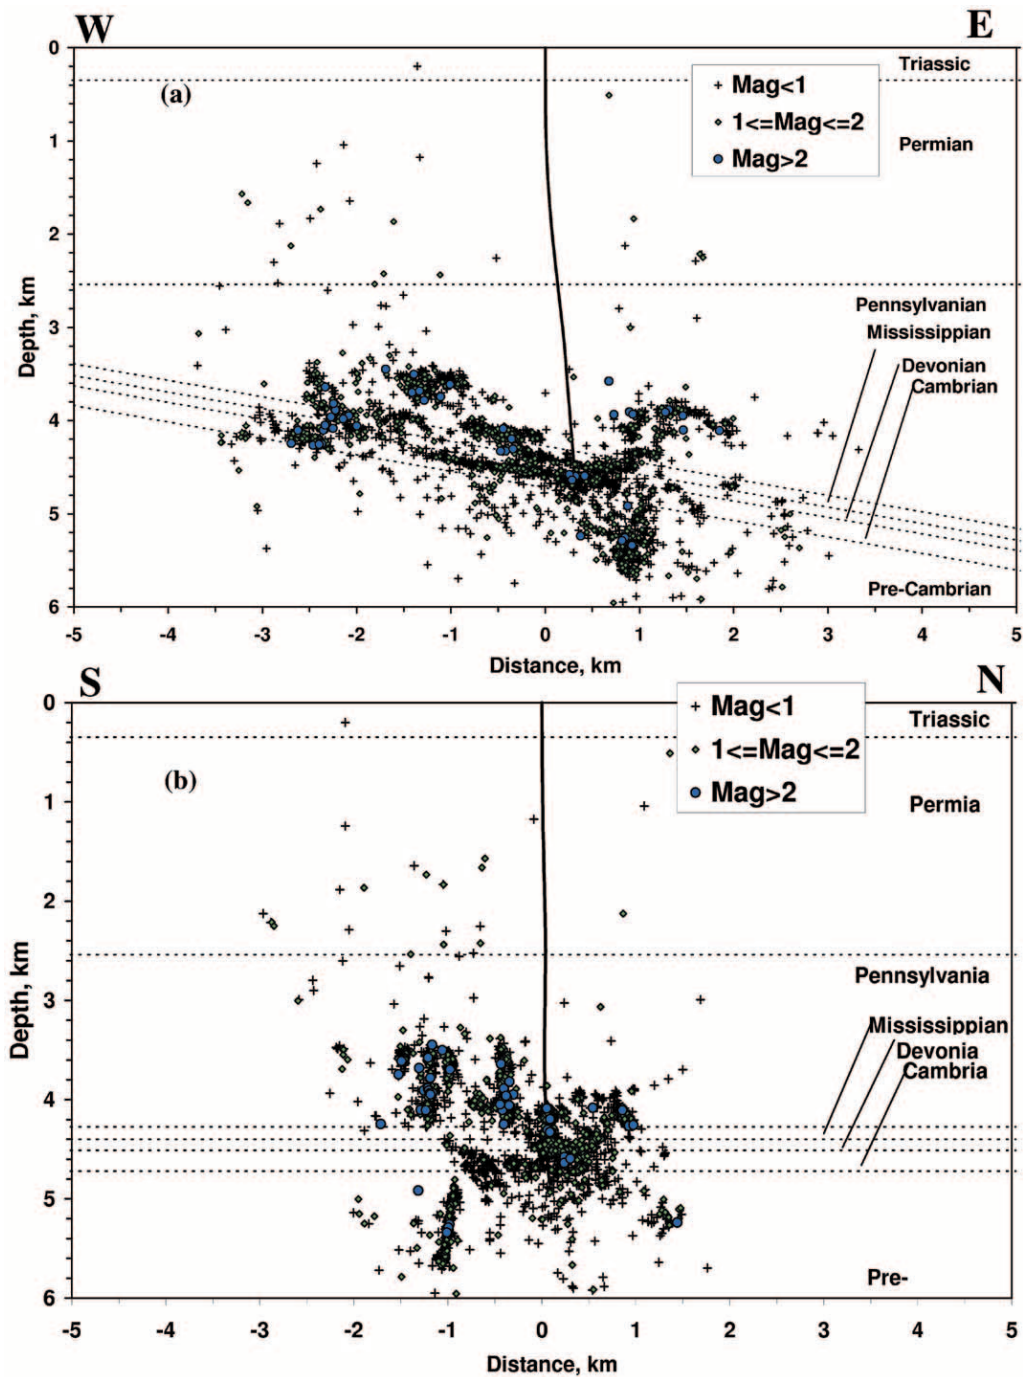 W E
0
Triassic
(a)
Mag<1
1<=Mag<=2
Mag>2
1
Permian
2
Depth, km
Pennsylvanian
3
Mississippian
Devonian
Cambrian
4
5
Pre-Cambrian
6
-5 -4 -3 -2 -1 0 1 2 3 4 5
Distance, km
S N
0
Mag<1
1<=Mag<=2
Mag>2
Triassic
(b)
1
Permia
2
Depth, km
Pennsylvania
3
Mississippian
Devonia
Cambria
4
5
Pre-
6
-5 -4 -3 -2 -1 0 1 2 3 4 5
Distance, km